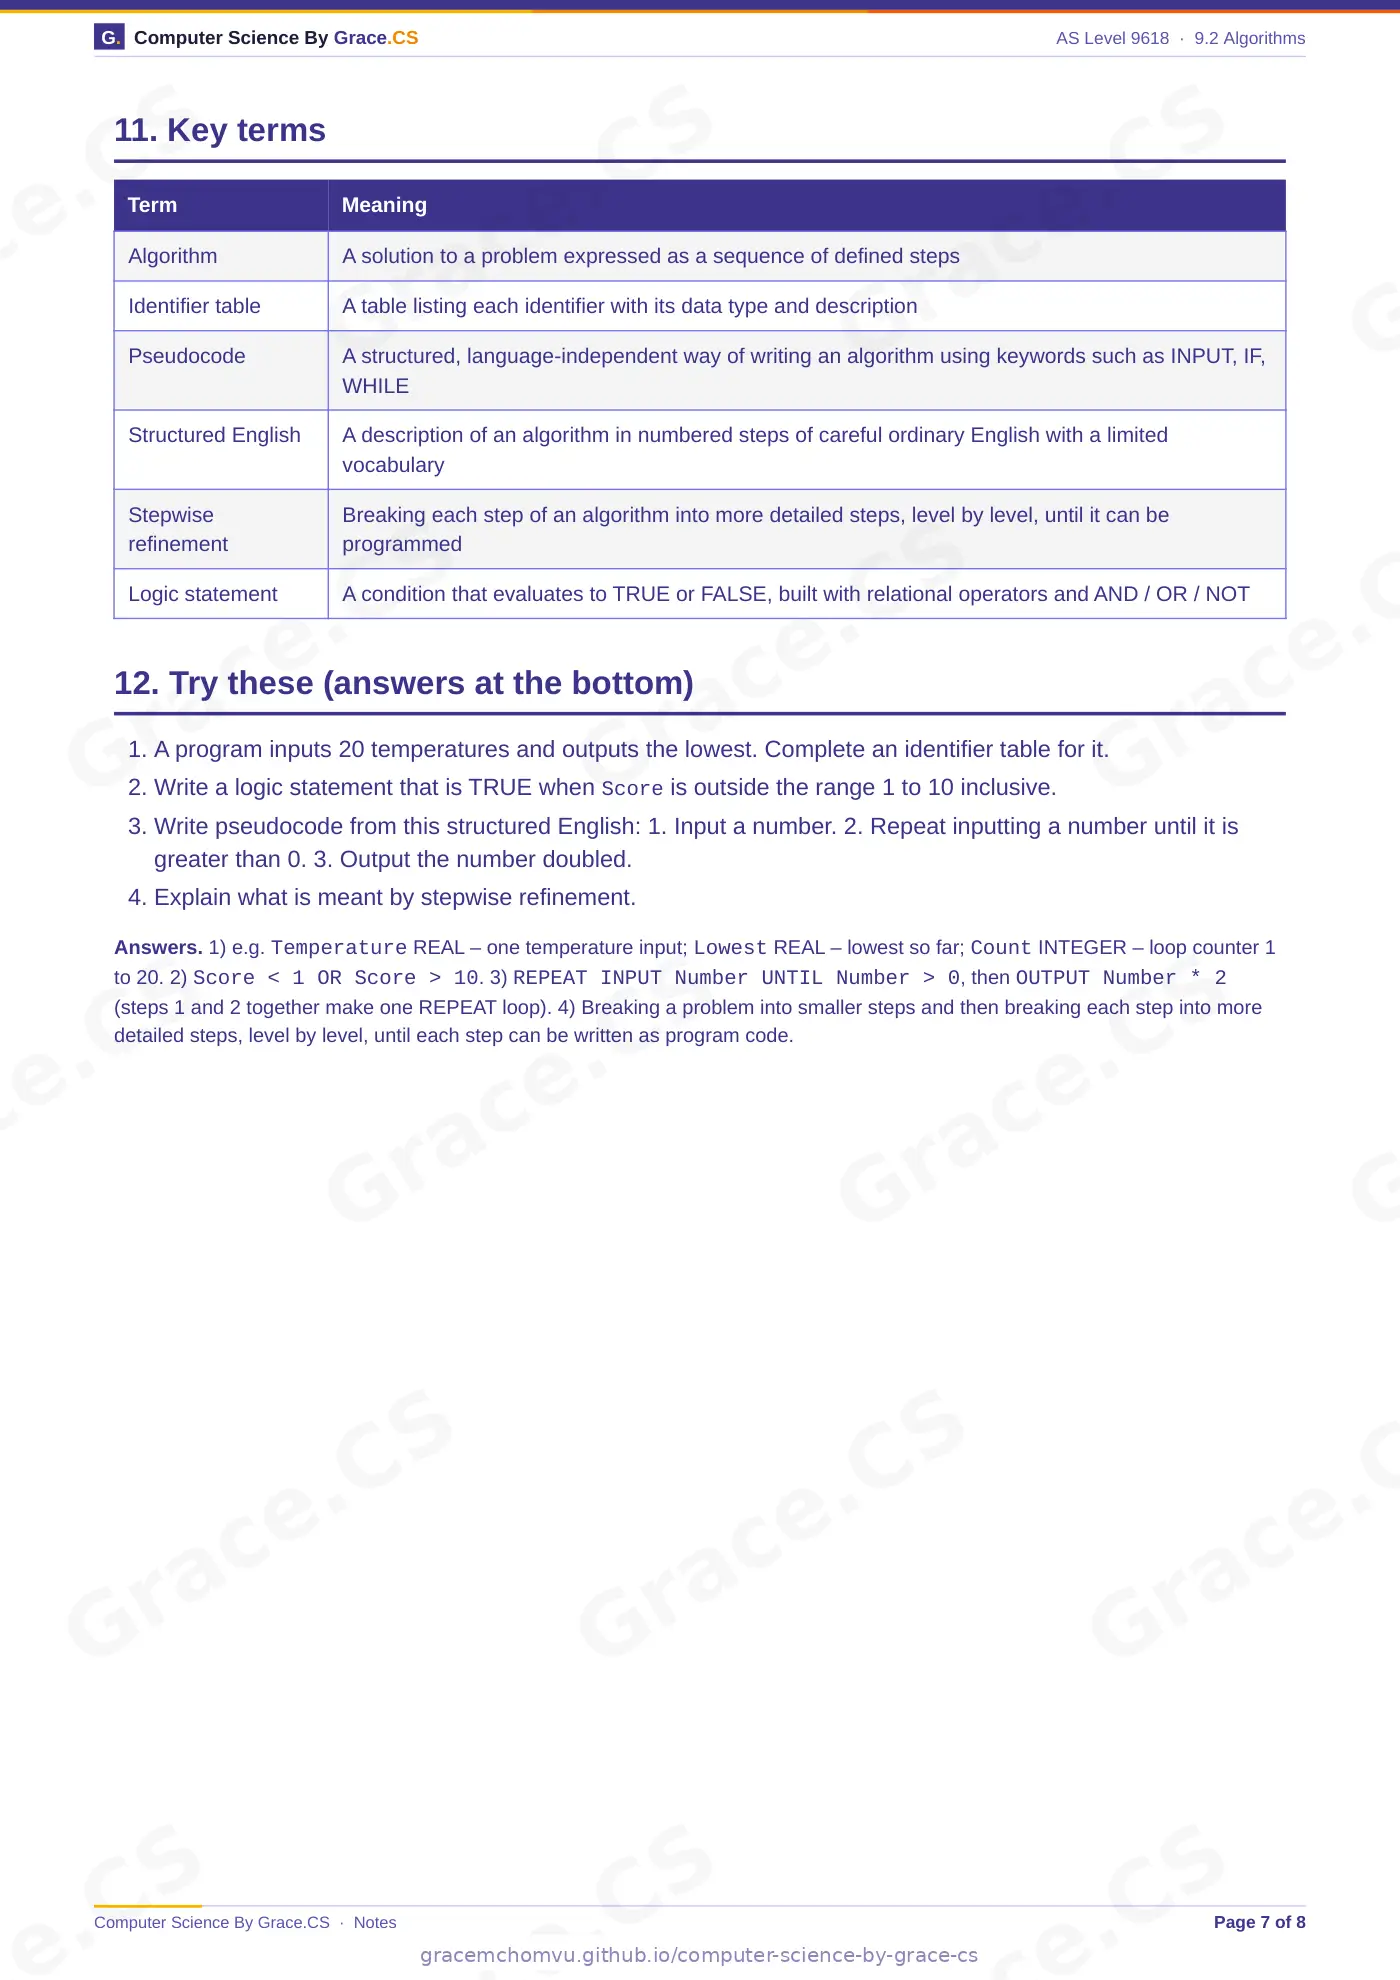 G. Computer Science By Grace.CS
AS Level 9618 · 9.2 Algorithms
11. Key terms
Term Meaning
Algorithm A solution to a problem expressed as a sequence of defined steps
Identifier table A table listing each identifier with its data type and description
Pseudocode A structured, language-independent way of writing an algorithm using keywords such as INPUT, IF,
WHILE
Structured English A description of an algorithm in numbered steps of careful ordinary English with a limited
vocabulary
Stepwise refinement Breaking each step of an algorithm into more detailed steps, level by level, until it can be
programmed
Logic statement A condition that evaluates to TRUE or FALSE, built with relational operators and AND / OR / NOT
12. Try these (answers at the bottom)
1. A program inputs 20 temperatures and outputs the lowest. Complete an identifier table for it.
2. Write a logic statement that is TRUE when Score is outside the range 1 to 10 inclusive.
3. Write pseudocode from this structured English: 1. Input a number. 2. Repeat inputting a number until it is
greater than 0. 3. Output the number doubled.
4. Explain what is meant by stepwise refinement.
Answers. 1) e.g. Temperature REAL – one temperature input; Lowest REAL – lowest so far; Count INTEGER – loop counter 1
to 20. 2) Score < 1 OR Score > 10. 3) REPEAT INPUT Number UNTIL Number > 0, then OUTPUT Number * 2
(steps 1 and 2 together make one REPEAT loop). 4) Breaking a problem into smaller steps and then breaking each step into more
detailed steps, level by level, until each step can be written as program code.
Computer Science By Grace.CS · Notes
Page 7 of 8
gracemchomvu.github.io/computer-science-by-grace-cs